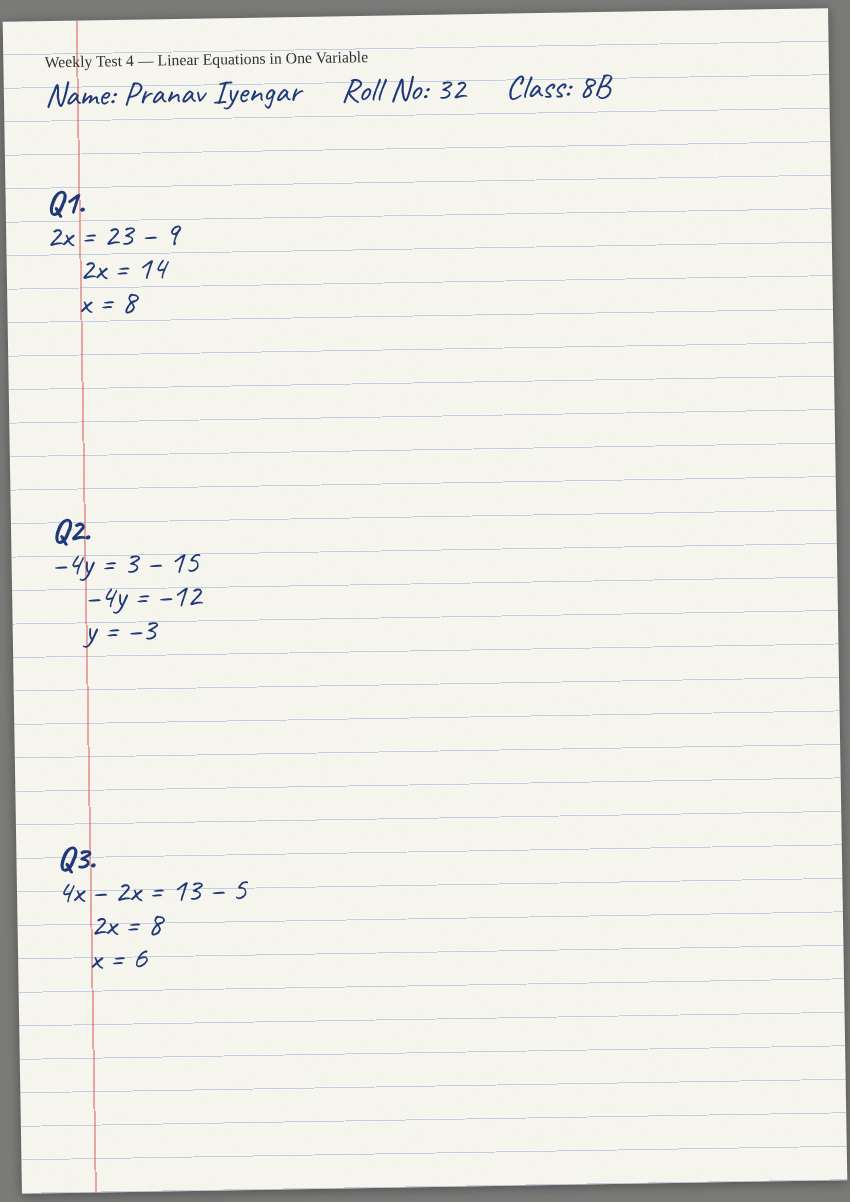 Weekly Test 4 — Linear Equations in One Variable
Name: Pranav Iyengar Roll No: 32 Class: 8B
Q1.
2x = 23 – 9
2x = 14
x = 8
Q2.
–4y = 3 – 15
–4y = –12
y = –3
Q3.
4x – 2x = 13 – 5
2x = 8
x = 6